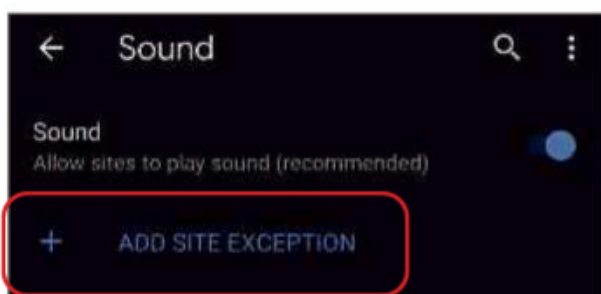 Sound
Sound
Allow sites to play sound (recommended)
+ ADD SITE EXCEPTION